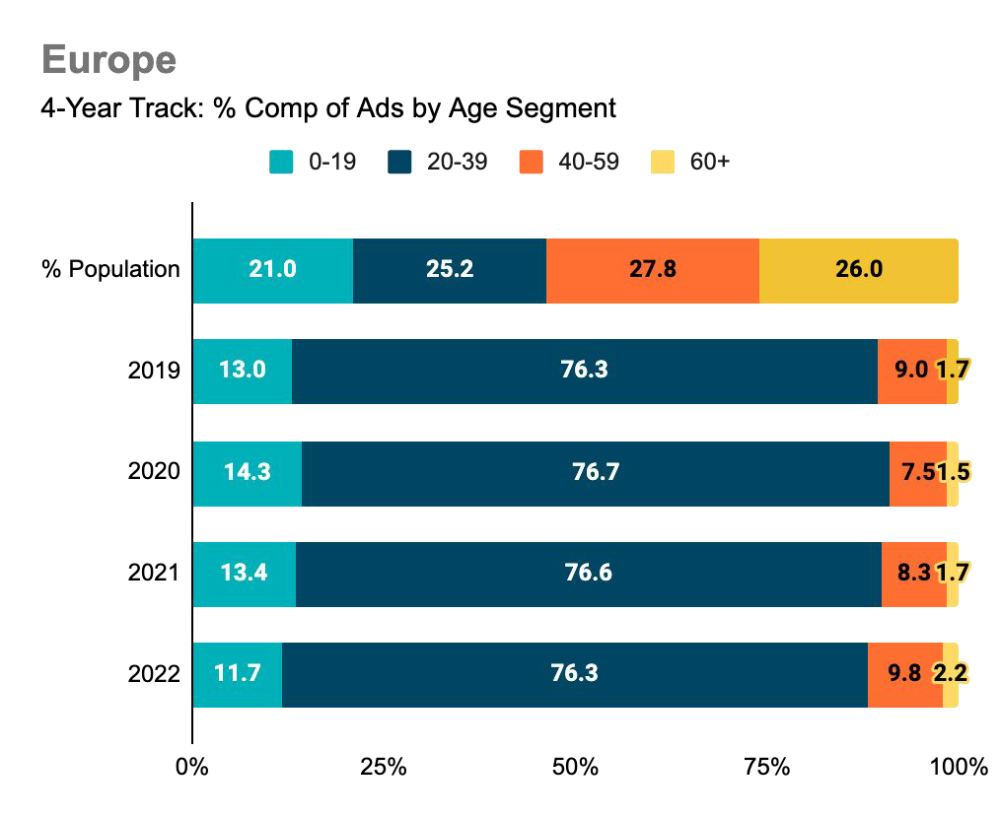 Europe
4-Year Track: % Comp of Ads by Age Segment
0-19 20-39 40-59 60+
% Population 21.0 25.2 27.8 26.0
2019 13.0 76.3 9.0 1.7
2020 14.3 76.7 7.5 1.5
2021 13.4 76.6 8.3 1.7
2022 11.7 76.3 9.8 2.2
0% 25% 50% 75% 100%